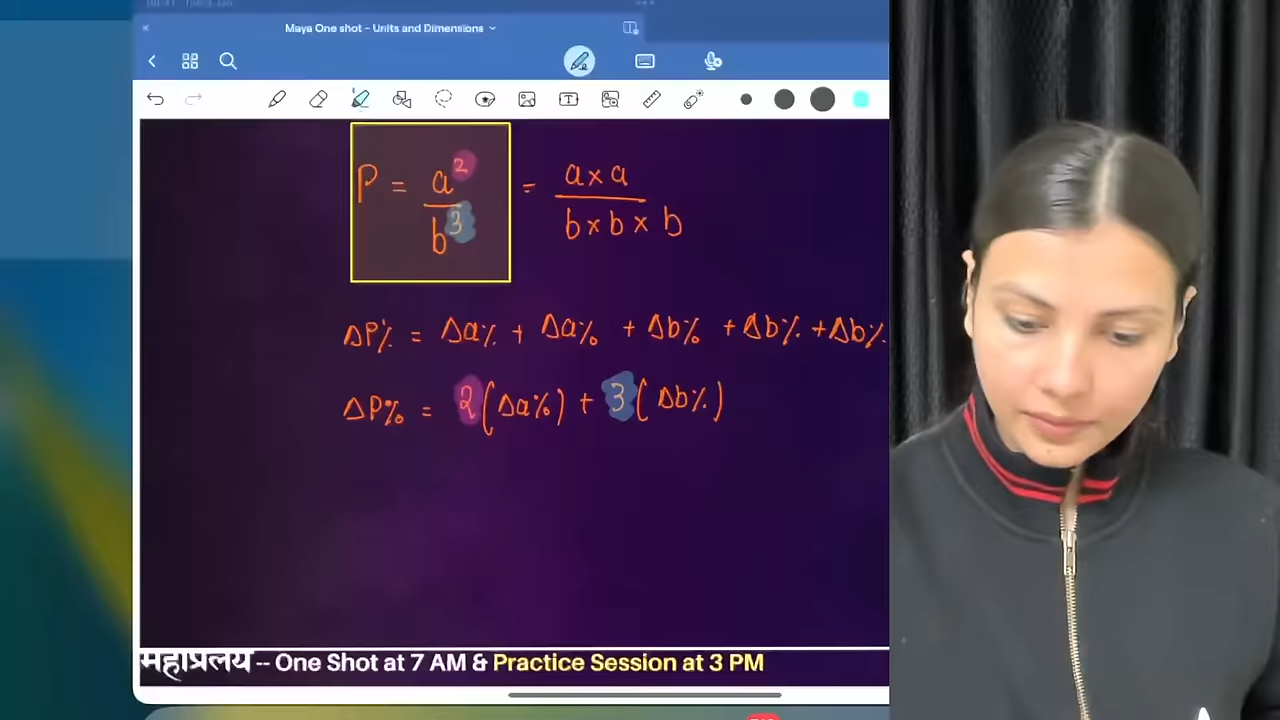 Maya One shot - Units and Dimensions
P = a² / b³ = a × a / b × b × b
ΔP% = Δa% + Δa% + Δb% + Δb% + Δb%
ΔP% = 2(Δa%) + 3(Δb%)
महाप्रलय -- One Shot at 7 AM & Practice Session at 3 PM